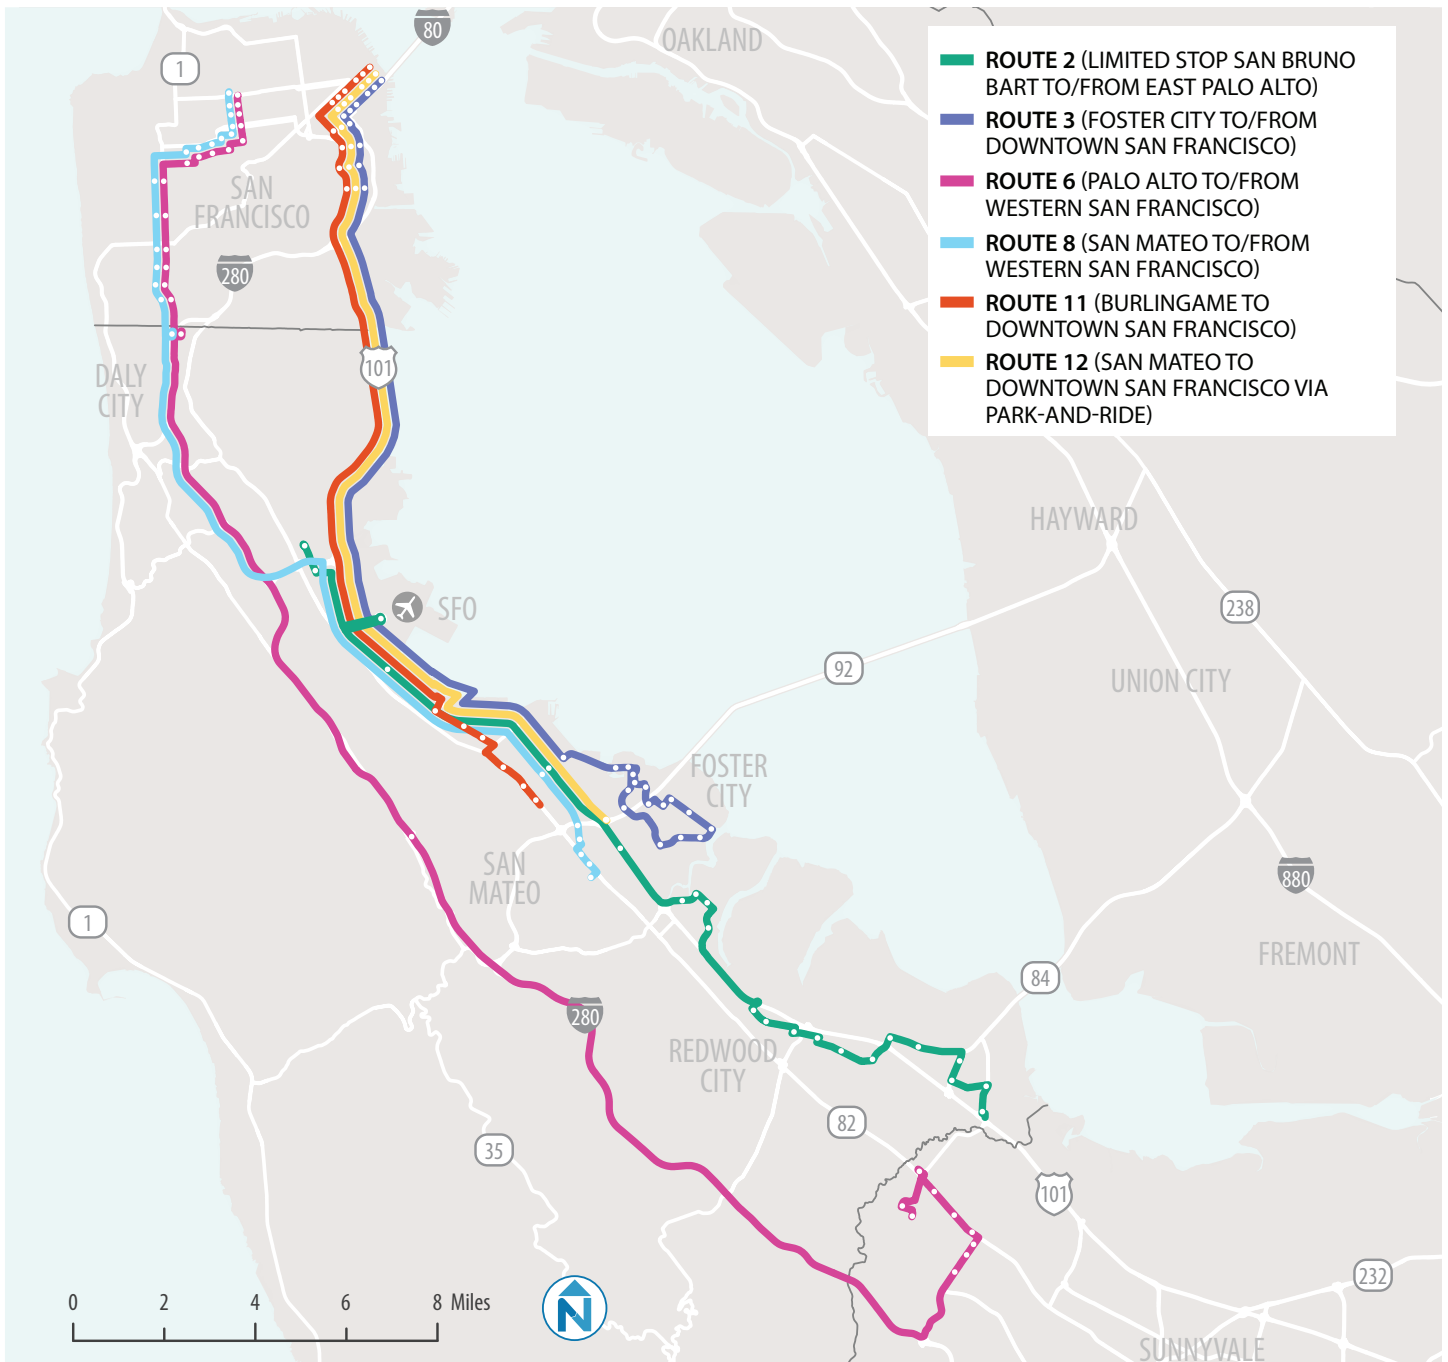 80
OAKLAND
1
ROUTE 2 (LIMITED STOP SAN BRUNO
BART TO/FROM EAST PALO ALTO)
ROUTE 3 (FOSTER CITY TO/FROM
DOWNTOWN SAN FRANCISCO)
ROUTE 6 (PALO ALTO TO/FROM
WESTERN SAN FRANCISCO)
ROUTE 8 (SAN MATEO TO/FROM
WESTERN SAN FRANCISCO)
ROUTE 11 (BURLINGAME TO
DOWNTOWN SAN FRANCISCO)
ROUTE 12 (SAN MATEO TO
DOWNTOWN SAN FRANCISCO VIA
PARK-AND-RIDE)
SAN
FRANCISCO
280
101
DALY
CITY
HAYWARD
SFO
238
92
UNION CITY
FOSTER
CITY
SAN
MATEO
880
1
FREMONT
84
280
REDWOOD
CITY
82
35
101
232
0 2 4 6 8 Miles
N
SUNNYVALE